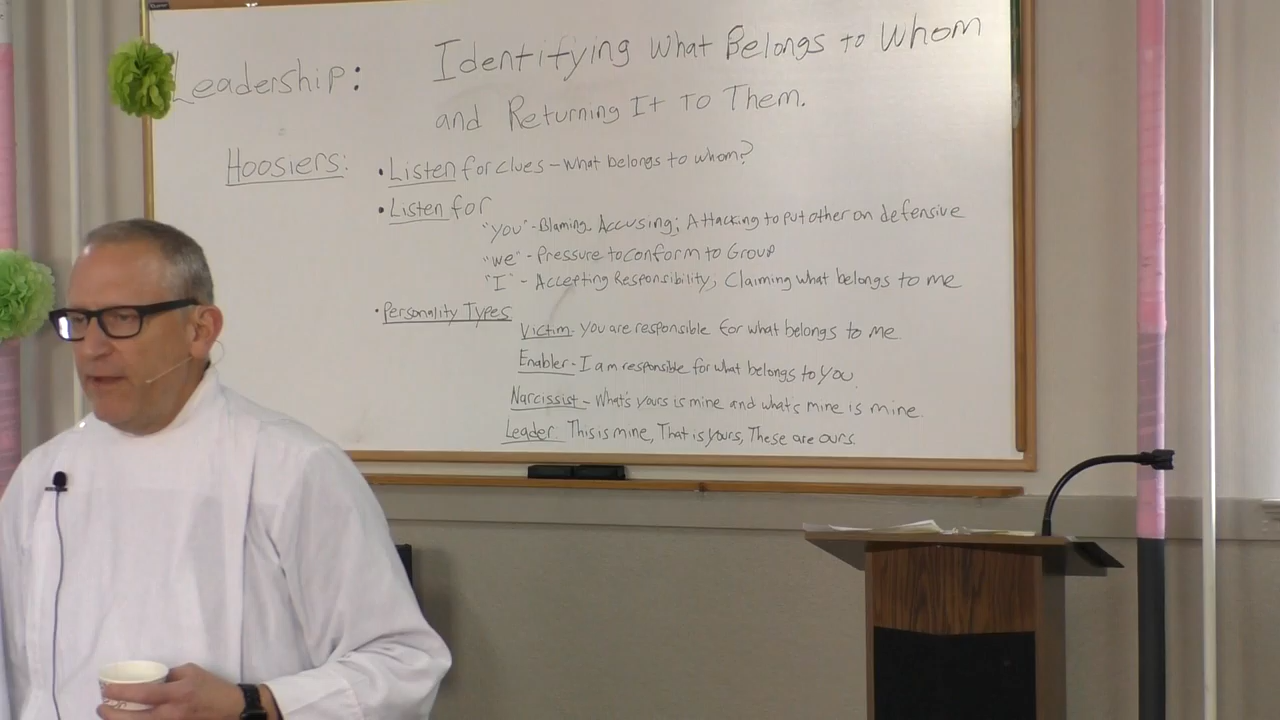 Leadership: Identifying What Belongs to Whom
and Returning It To Them.
Hoosiers: • Listen for clues - What belongs to whom?
• Listen for
"you" - Blaming, Accusing; Attacking to put other on defensive
"we" - Pressure to conform to Group
"I" - Accepting Responsibility; Claiming what belongs to me
• Personality Types
Victim - You are responsible for what belongs to me.
Enabler - I am responsible for what belongs to you.
Narcissist - What's yours is mine and what's mine is mine.
Leader This is mine, That is yours, These are ours.